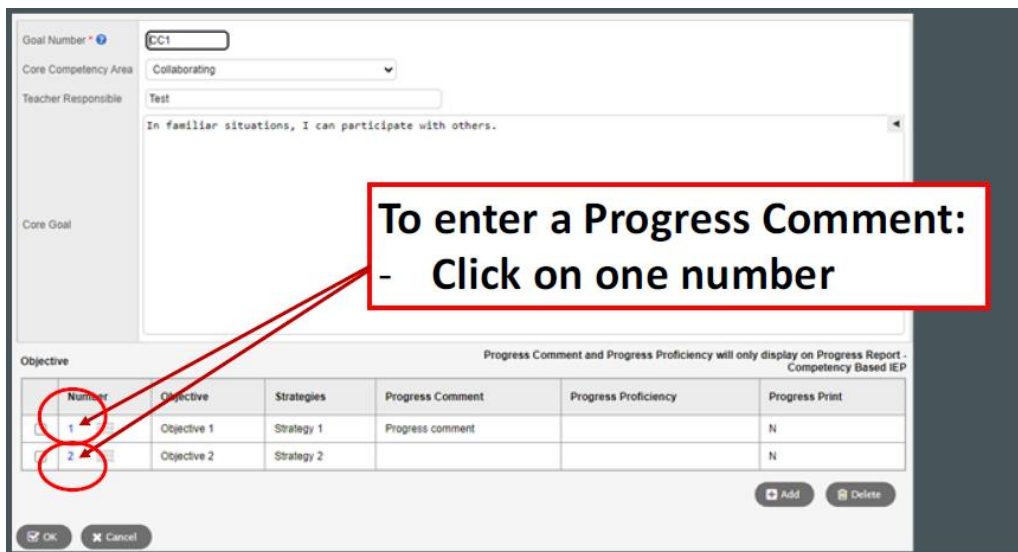 Goal Number *
CC1
Core Competency Area
Collaborating
Teacher Responsible
Test
In familiar situations, I can participate with others.
Core Goal
To enter a Progress Comment:
- Click on one number
Objective
Progress Comment and Progress Proficiency will only display on Progress Report -
Competency Based IEP
Number Objective Strategies Progress Comment Progress Proficiency Progress Print
1 Objective 1 Strategy 1 Progress comment N
2 Objective 2 Strategy 2 N
Add Delete
OK Cancel